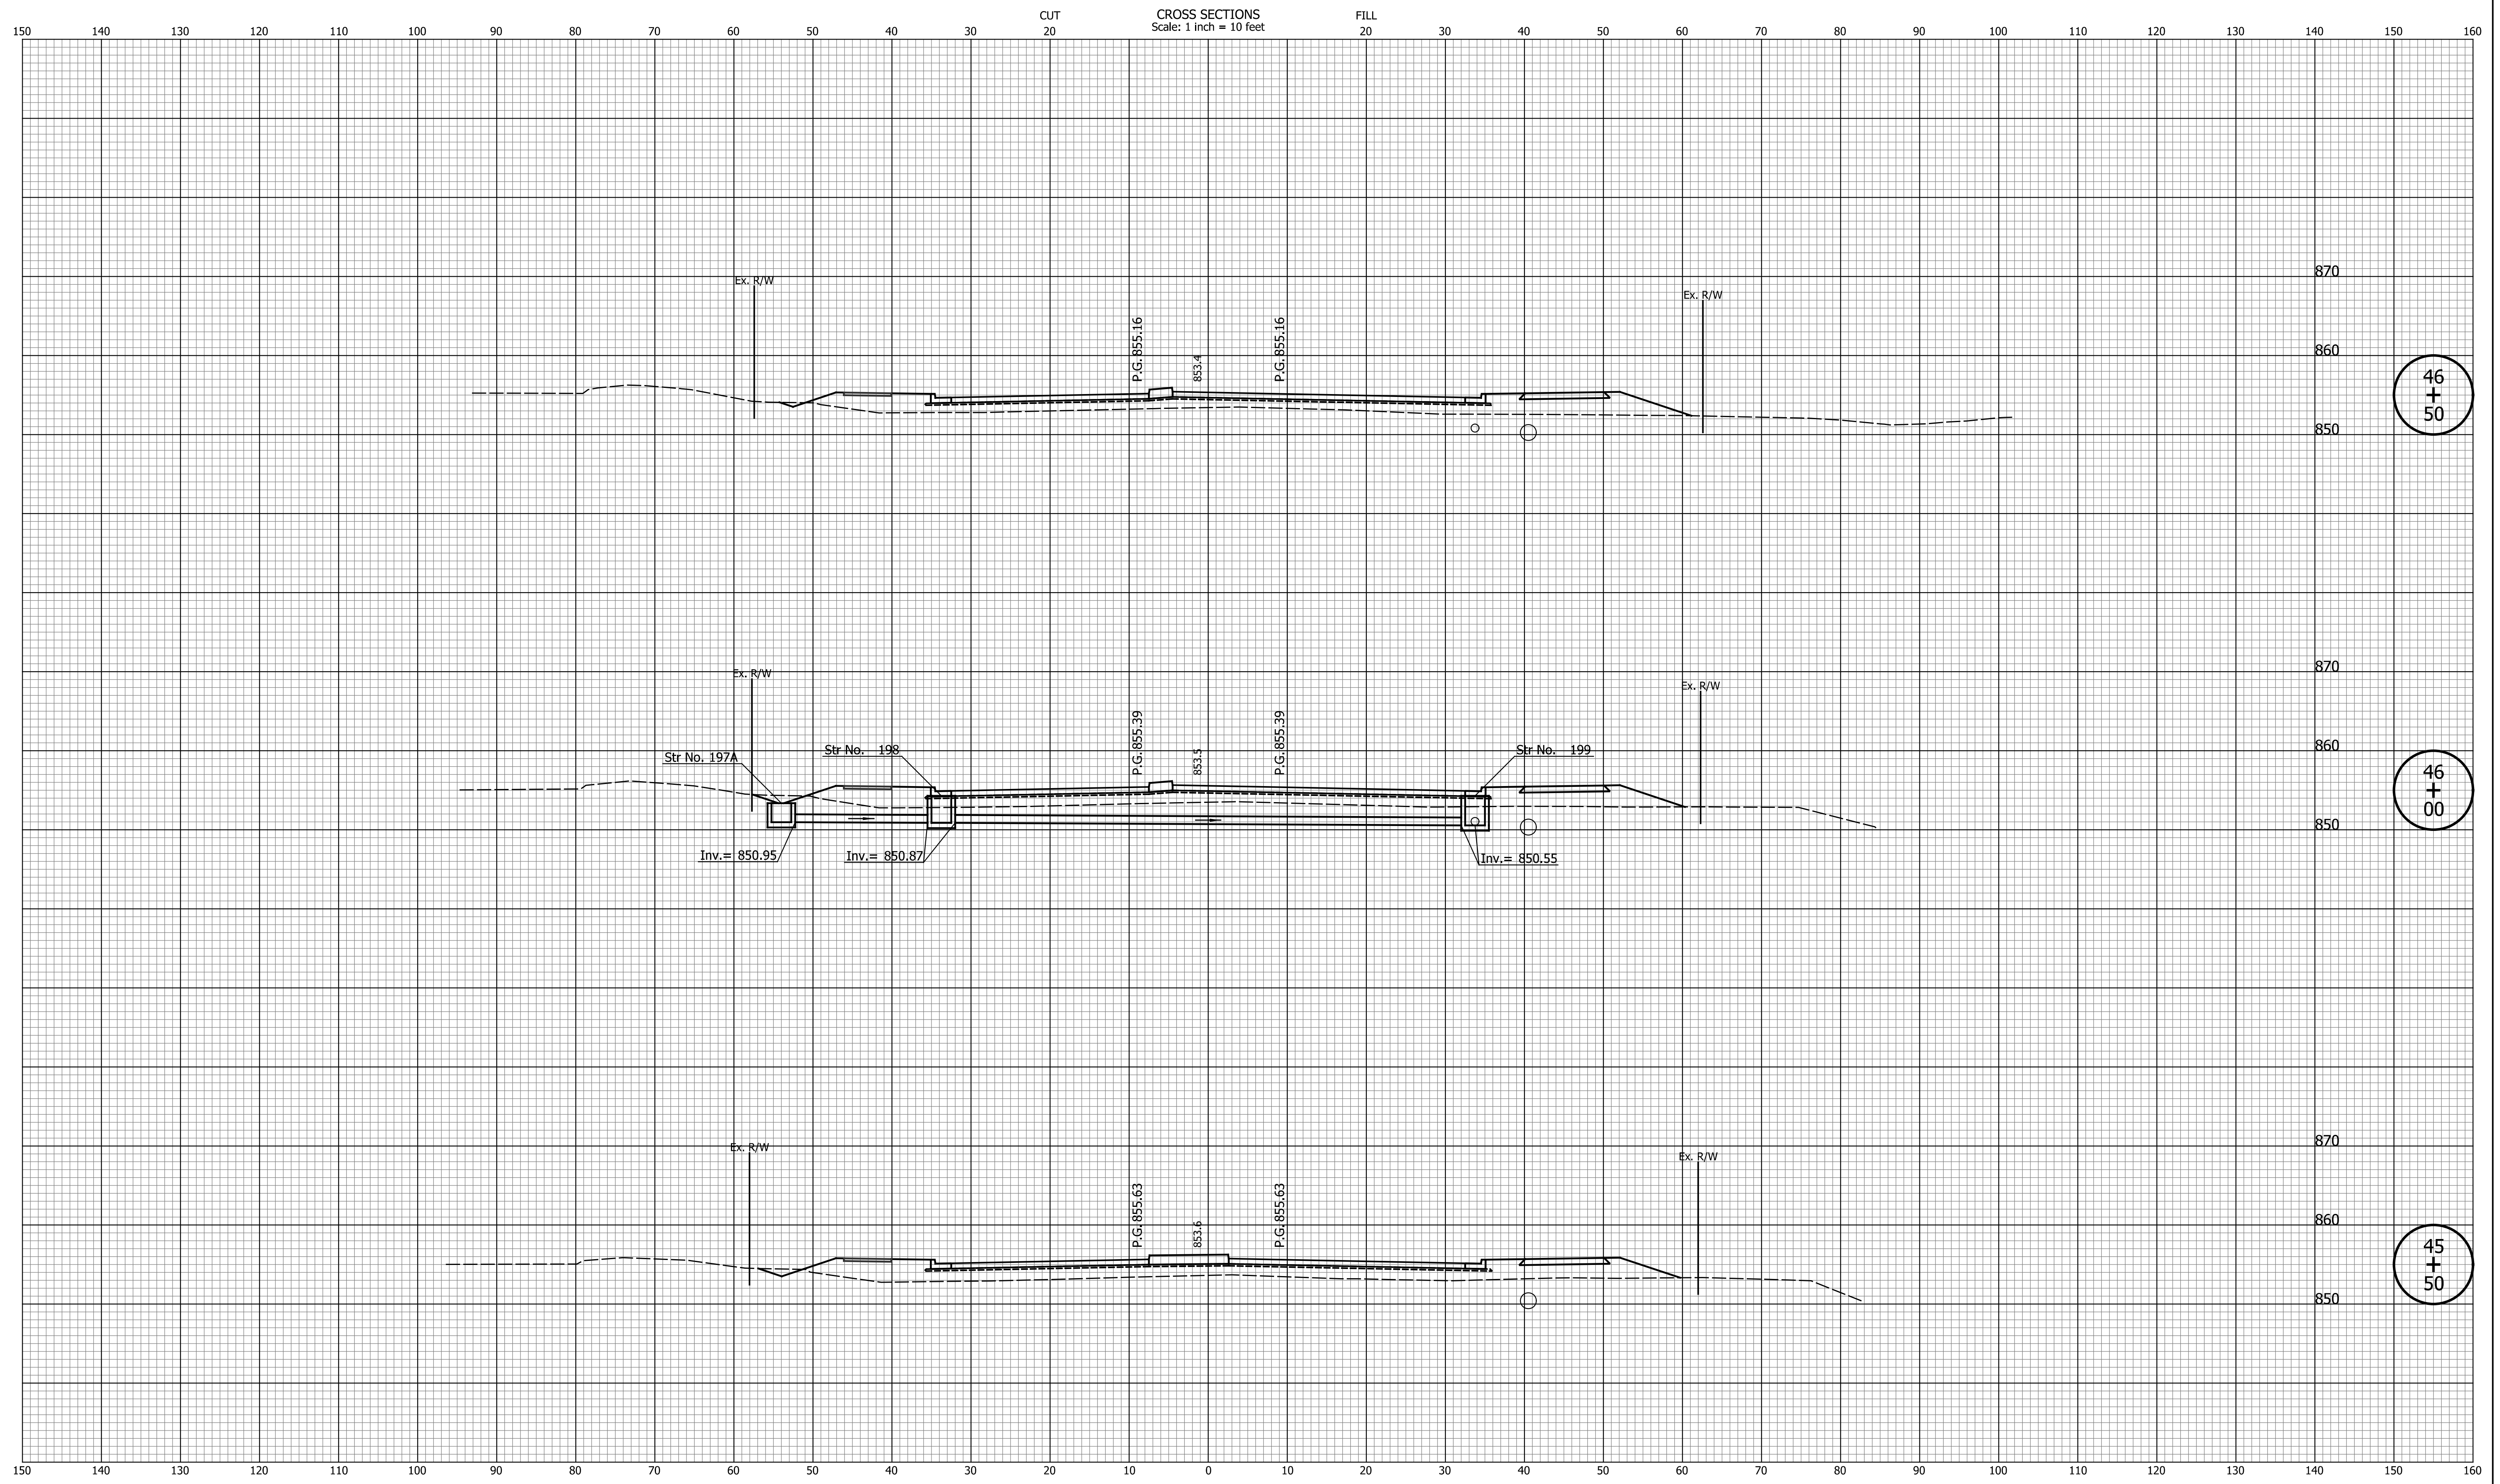 CUT CROSS SECTIONS FILL
Scale: 1 inch = 10 feet
150 140 130 120 110 100 90 80 70 60 50 40 30 20 20 30 40 50 60 70 80 90 100 110 120 130 140 150 160
870
Ex. R/W
Ex. R/W
P.G. 855.16
853.4
P.G. 855.16
860
46
+
50
850
870
Ex. R/W
Ex. R/W
P.G. 855.39
853.5
P.G. 855.39
Str No. 197A
Str No. 198
Str No. 199
860
46
+
00
850
Inv.= 850.95
Inv.= 850.87
Inv.= 850.55
870
Ex. R/W
Ex. R/W
P.G. 855.63
853.6
P.G. 855.63
860
45
+
50
850
150 140 130 120 110 100 90 80 70 60 50 40 30 20 10 0 10 20 30 40 50 60 70 80 90 100 110 120 130 140 150 160